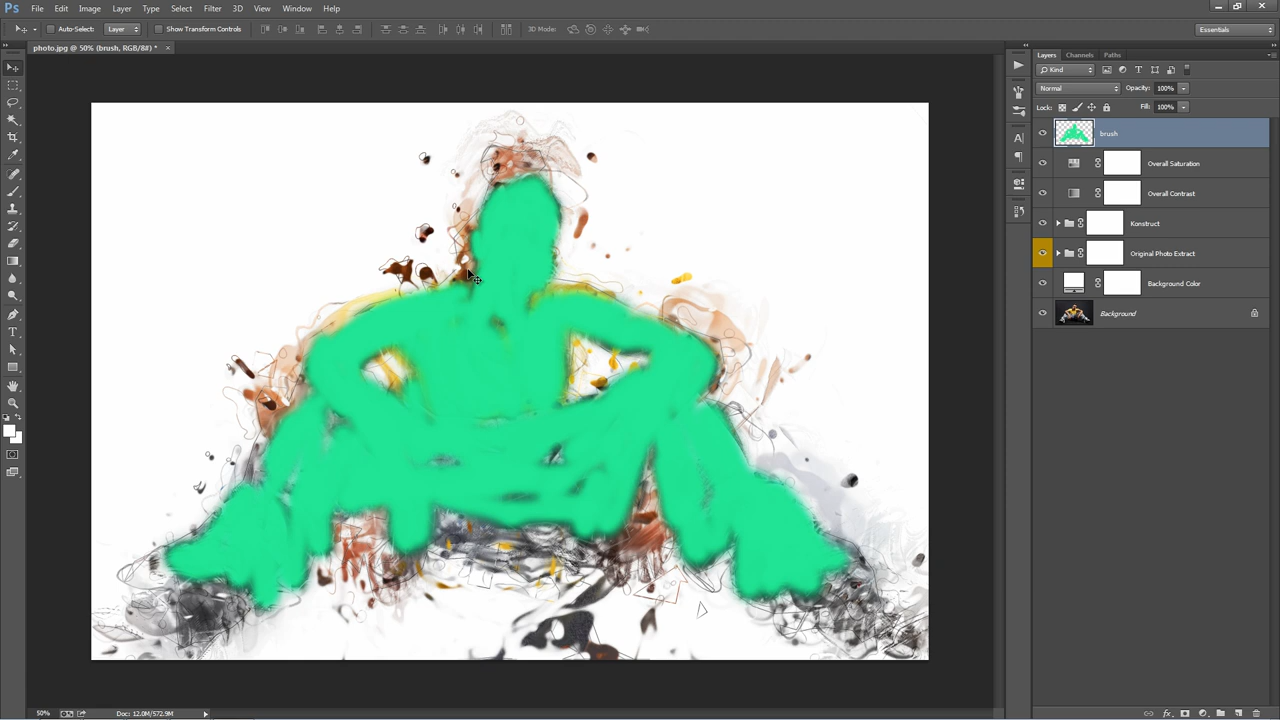 Ps File Edit Image Layer Type Select Filter 3D View Window Help
Auto-Select: Layer Show Transform Controls 3D Mode: Essentials
photo.jpg @ 50% (brush, RGB/8#) * ×
Layers Channels Paths
Kind
Normal Opacity: 100%
Lock: Fill: 100%
brush
Overall Saturation
Overall Contrast
Konstruct
Original Photo Extract
Background Color
Background
50% Doc: 12.0M/572.9M